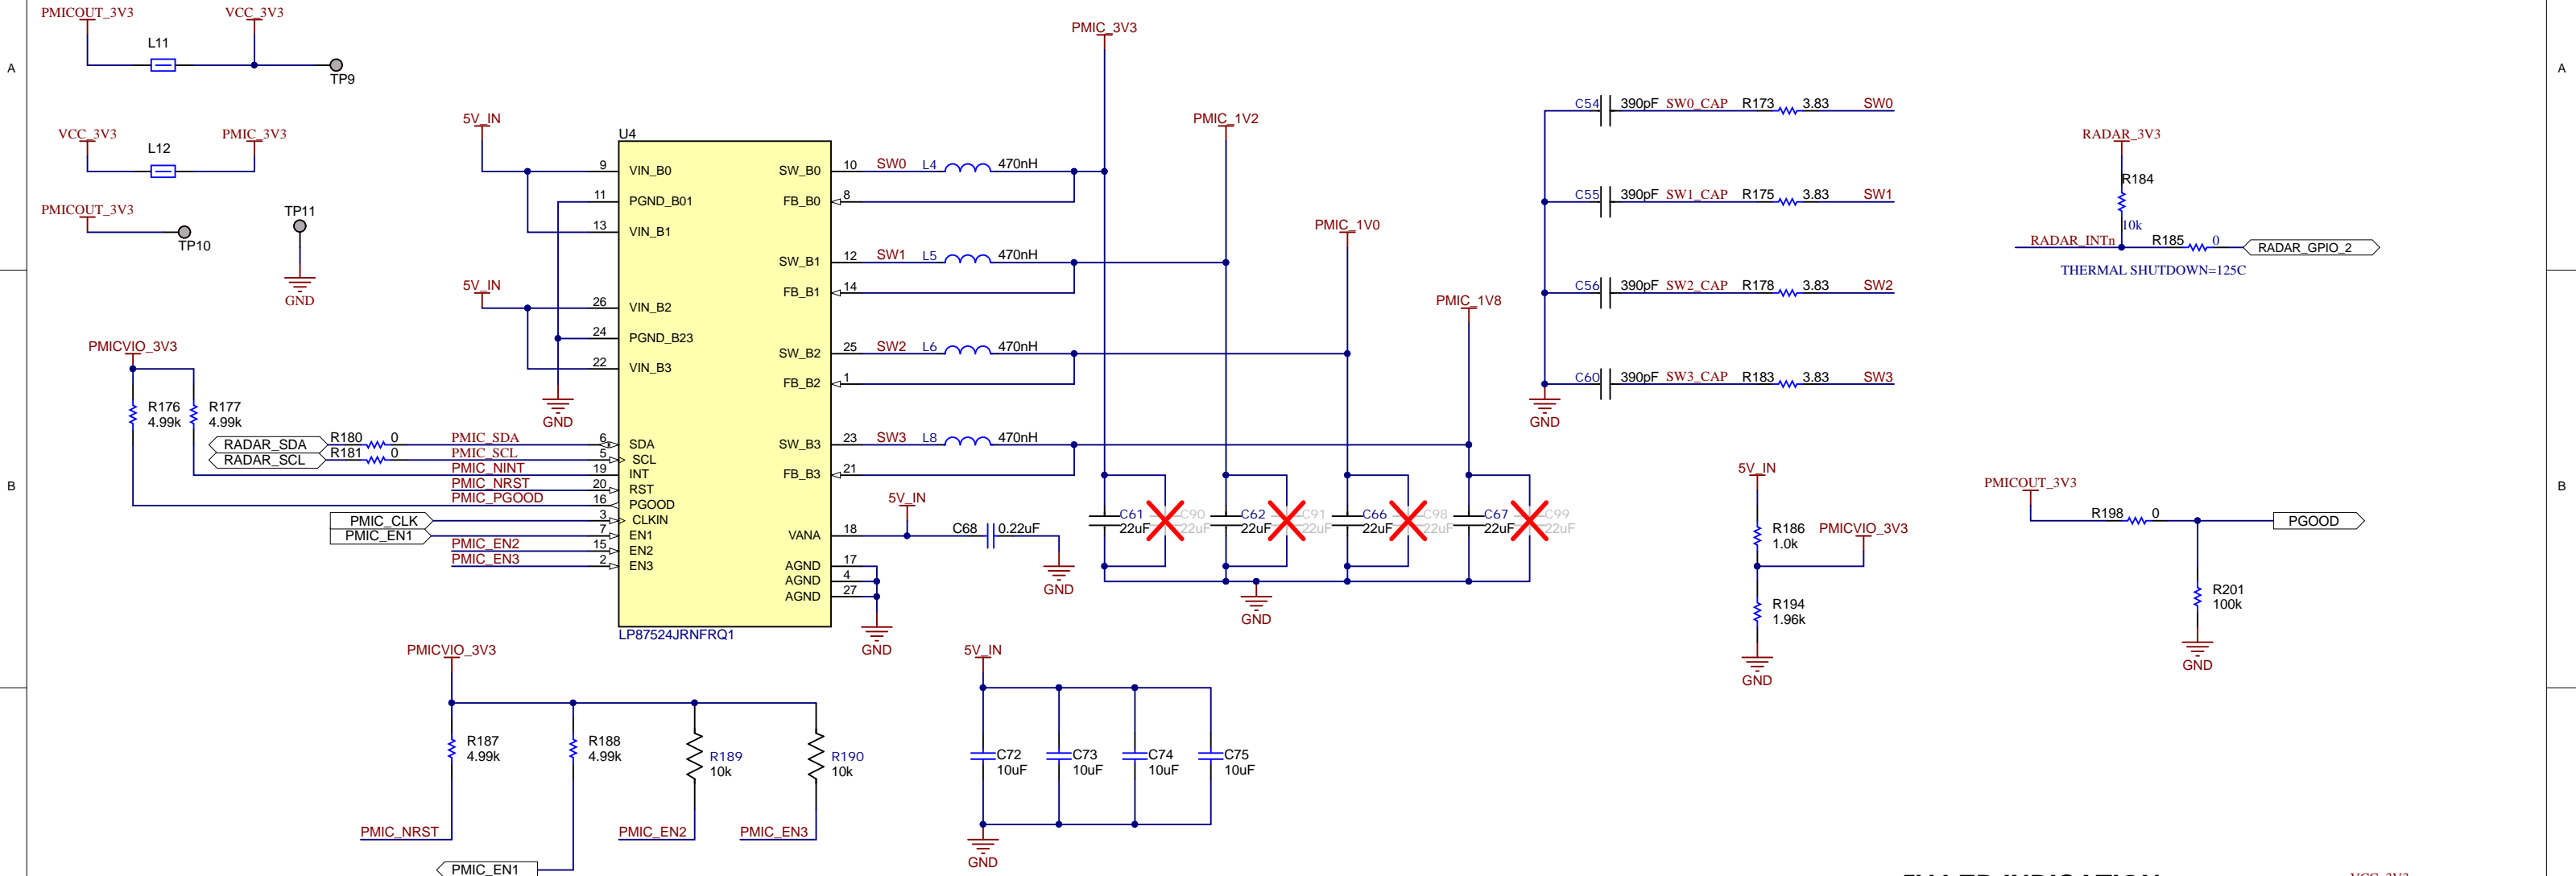 PMICOUT_3V3
VCC_3V3
L11
TP9
A
VCC_3V3
PMIC_3V3
L12
PMICOUT_3V3
TP10
TP11
GND
PMICVIO_3V3
R176
4.99k
R177
4.99k
RADAR_SDA
R180
0
PMIC_SDA
RADAR_SCL
R181
0
PMIC_SCL
PMIC_NINT
PMIC_NRST
PMIC_PGOOD
PMIC_CLK
PMIC_EN1
PMIC_EN2
PMIC_EN3
B
5V_IN
5V_IN
GND
U4
9 VIN_B0
11 PGND_B01
13 VIN_B1
26 VIN_B2
24 PGND_B23
22 VIN_B3
6 SDA
5 SCL
19 INT
20 RST
16 PGOOD
3 CLKIN
7 EN1
15 EN2
2 EN3
SW_B0 10 SW0 L4 470nH
FB_B0 8
SW_B1 12 SW1 L5 470nH
FB_B1 14
SW_B2 25 SW2 L6 470nH
FB_B2 1
SW_B3 23 SW3 L8 470nH
FB_B3 21
VANA 18
AGND 17
AGND 4
AGND 27
LP87524JRNFRQ1
5V_IN
C68 0.22uF
GND
GND
PMIC_3V3
PMIC_1V2
PMIC_1V0
PMIC_1V8
C61 C90 C62 C91 C66 C98 C67 C99
22uF 22uF 22uF 22uF 22uF 22uF 22uF 22uF
GND
C54 390pF SW0_CAP R173 3.83 SW0
C55 390pF SW1_CAP R175 3.83 SW1
C56 390pF SW2_CAP R178 3.83 SW2
C60 390pF SW3_CAP R183 3.83 SW3
GND
RADAR_3V3
R184
10k
RADAR_INTn
R185 0
RADAR_GPIO_2
THERMAL SHUTDOWN=125C
A
5V_IN
R186
1.0k
PMICVIO_3V3
R194
1.96k
GND
PMICOUT_3V3
R198 0
PGOOD
R201
100k
GND
B
PMICVIO_3V3
R187
4.99k
R188
4.99k
R189
10k
R190
10k
PMIC_NRST
PMIC_EN2
PMIC_EN3
PMIC_EN1
5V_IN
C72 C73 C74 C75
10uF 10uF 10uF 10uF
GND